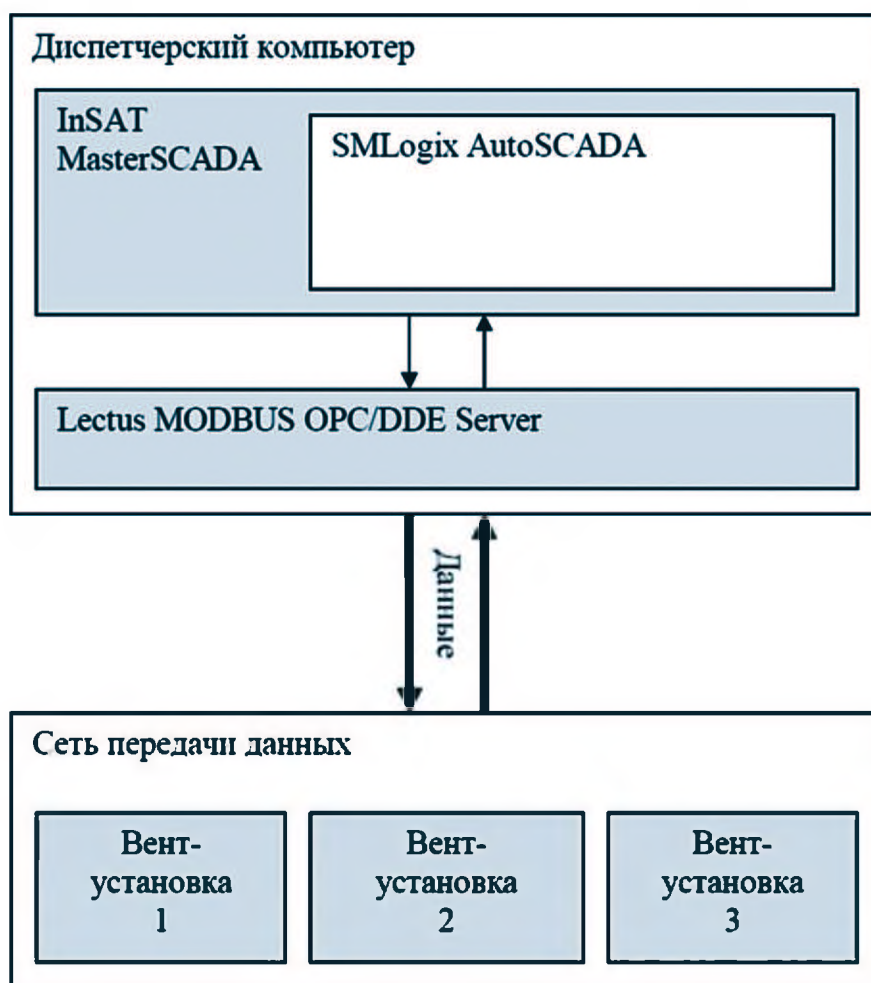 Диспетчерский компьютер
InSAT
MasterSCADA
SMLogix AutoSCADA
Lectus MODBUS OPC/DDE Server
Данные
Сеть передачи данных
Вент-
установка
1
Вент-
установка
2
Вент-
установка
3